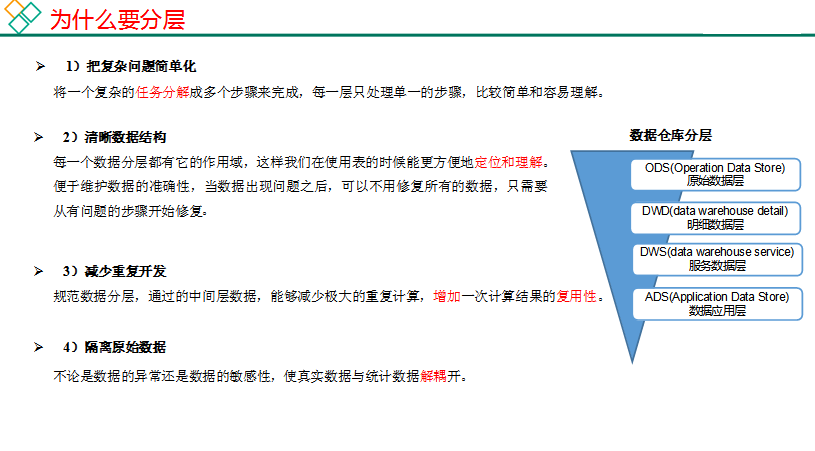 为什么要分层
➢ 1）把复杂问题简单化
将一个复杂的任务分解成多个步骤来完成，每一层只处理单一的步骤，比较简单和容易理解。
➢ 2）清晰数据结构
每一个数据分层都有它的作用域，这样我们在使用表的时候能更方便地定位和理解。
便于维护数据的准确性，当数据出现问题之后，可以不用修复所有的数据，只需要
从有问题的步骤开始修复。
➢ 3）减少重复开发
规范数据分层，通过的中间层数据，能够减少极大的重复计算，增加一次计算结果的复用性。
➢ 4）隔离原始数据
不论是数据的异常还是数据的敏感性，使真实数据与统计数据解耦开。
数据仓库分层
ODS(Operation Data Store)
原始数据层
DWD(data warehouse detail)
明细数据层
DWS(data warehouse service)
服务数据层
ADS(Application Data Store)
数据应用层